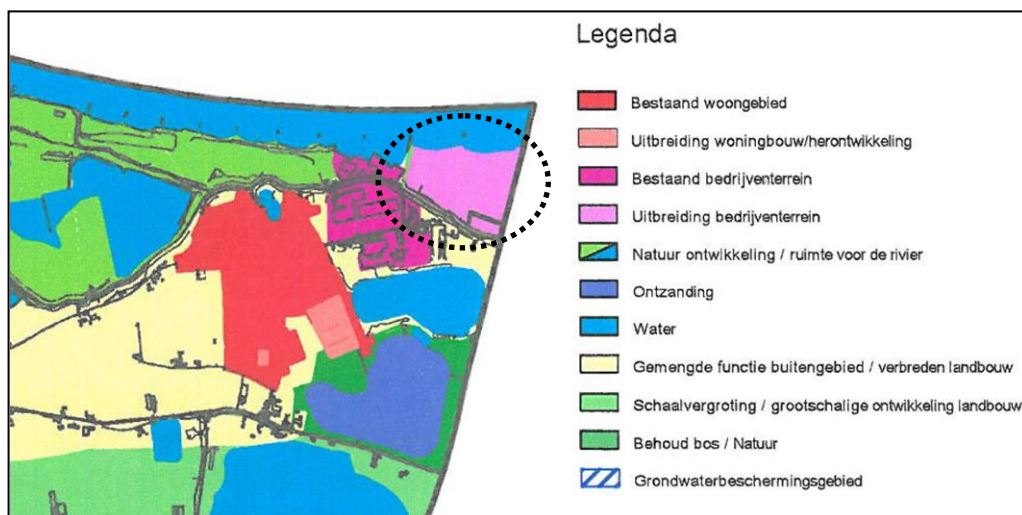 Legenda
Bestaand woongebied
Uitbreiding woningbouw/herontwikkeling
Bestaand bedrijventerrein
Uitbreiding bedrijventerrein
Natuur ontwikkeling / ruimte voor de rivier
Ontzanding
Water
Gemengde functie buitengebied / verbreden landbouw
Schaalvergroting / grootschalige ontwikkeling landbouw
Behoud bos / Natuur
Grondwaterbeschermingsgebied